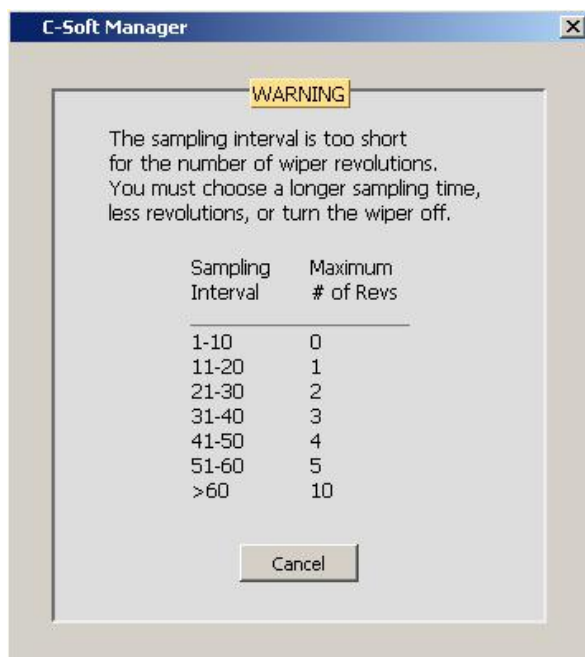 C-Soft Manager
WARNING
The sampling interval is too short
for the number of wiper revolutions.
You must choose a longer sampling time,
less revolutions, or turn the wiper off.
Sampling Maximum
Interval # of Revs
1-10 0
11-20 1
21-30 2
31-40 3
41-50 4
51-60 5
>60 10
Cancel